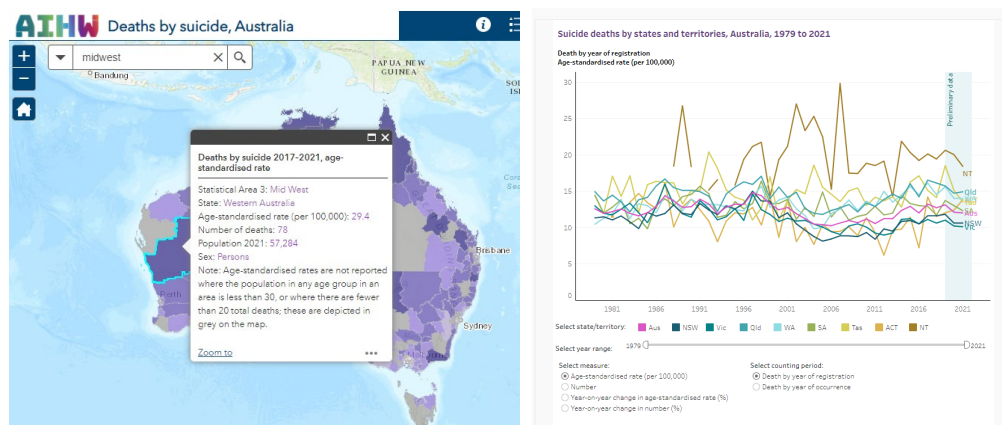 AIHW Deaths by suicide, Australia
midwest
Bandung
PAPUA NEW
GUINEA
SOL
ISL
Deaths by suicide 2017-2021, age-
standardised rate
Statistical Area 3: Mid West
State: Western Australia
Age-standardised rate (per 100,000): 29.4
Number of deaths: 78
Population 2021: 57,284
Sex: Persons
Note: Age-standardised rates are not reported
where the population in any age group in an
area is less than 30, or where there are fewer
than 20 total deaths; these are depicted in
grey on the map.
Zoom to
Cora
Sea
Brisbane
Perth
Sydney
Suicide deaths by states and territories, Australia, 1979 to 2021
Death by year of registration
Age-standardised rate (per 100,000)
30
25
20
15
10
5
0
Preliminary data
NT
Qld
Aus
NSW
Vic
1981 1986 1991 1996 2001 2006 2011 2016 2021
Select state/territory: Aus NSW Vic Qld WA SA Tas ACT NT
Select year range: 1979 2021
Select measure:
Age-standardised rate (per 100,000)
Number
Year-on-year change in age-standardised rate (%)
Year-on-year change in number (%)
Select counting period:
Death by year of registration
Death by year of occurrence